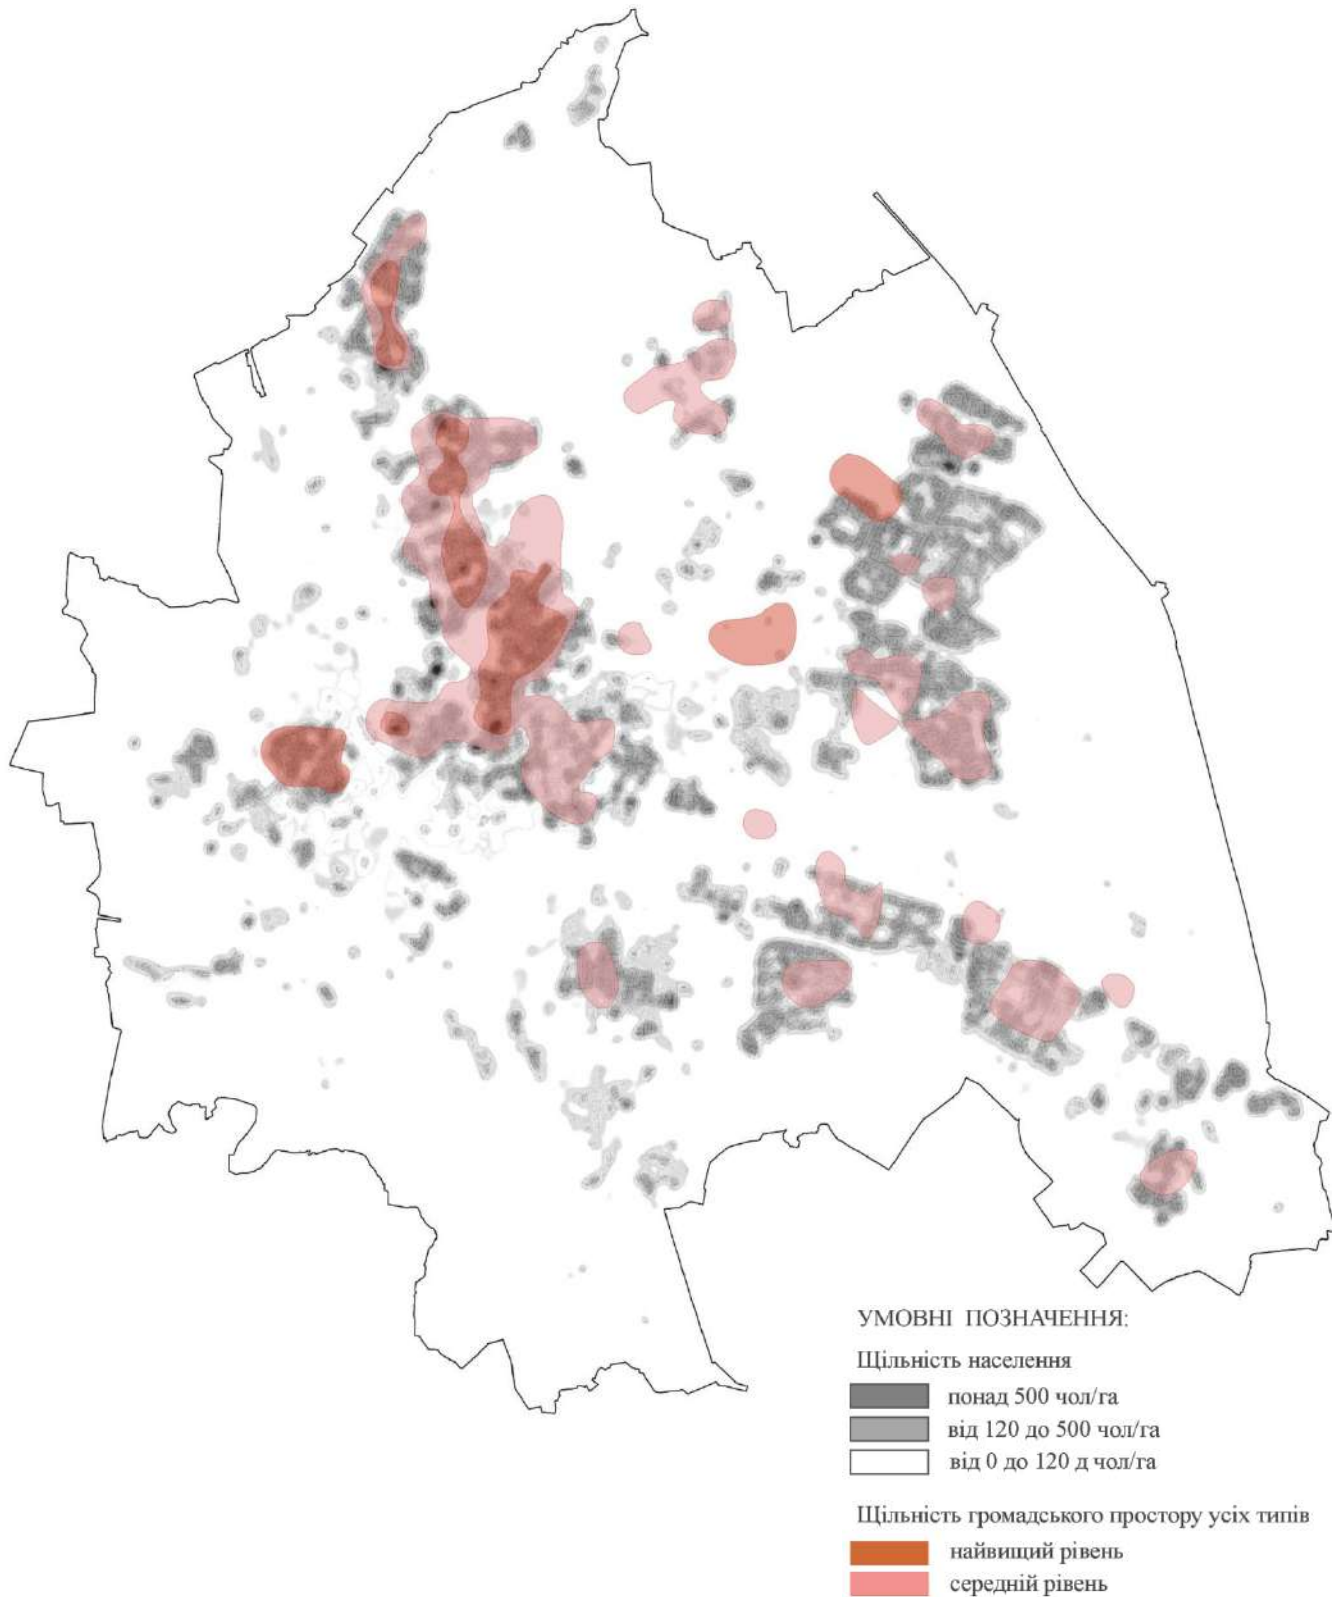 УМОВНІ ПОЗНАЧЕННЯ:
Щільність населення
понад 500 чол/га
від 120 до 500 чол/га
від 0 до 120 д чол/га
Щільність громадського простору усіх типів
найвищий рівень
середній рівень